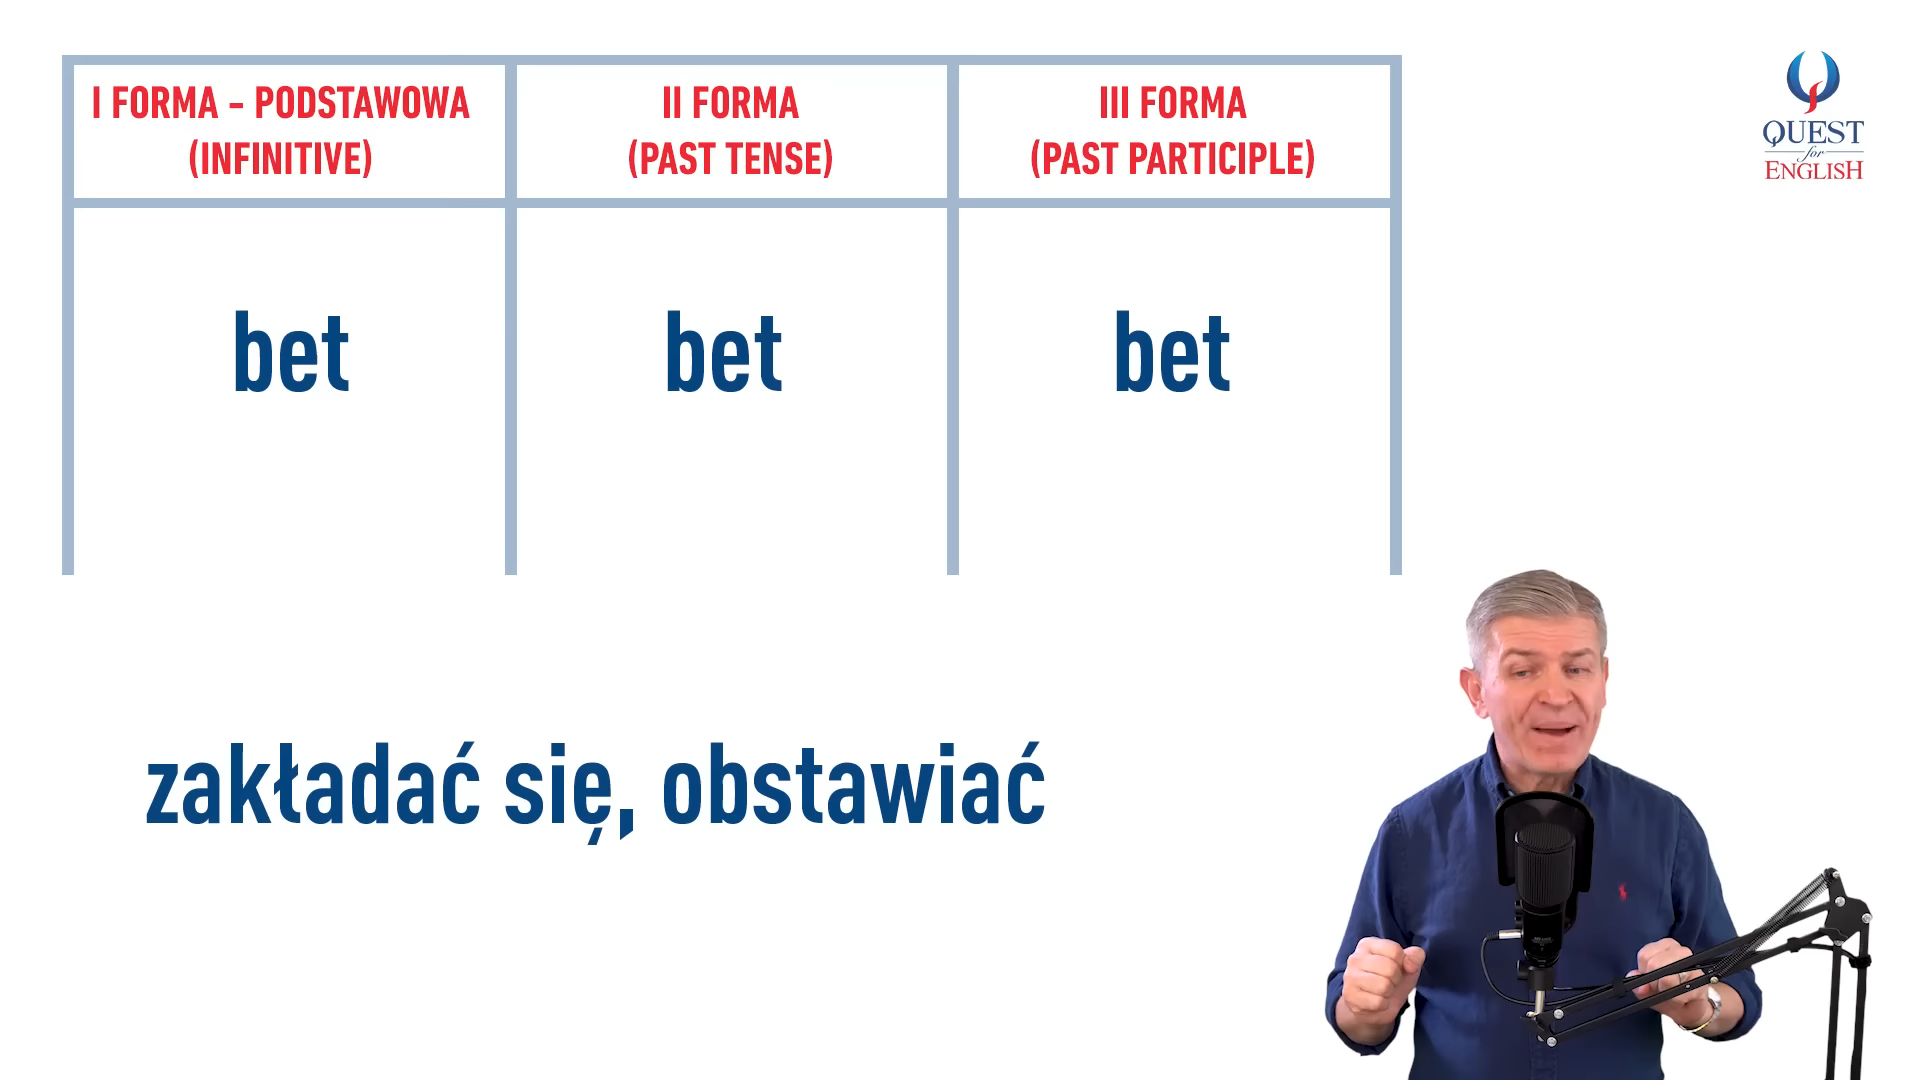 I FORMA – PODSTAWOWA
(INFINITIVE)
II FORMA
(PAST TENSE)
III FORMA
(PAST PARTICIPLE)
bet
bet
bet
zakładać się, obstawiać
QUEST
for
ENGLISH